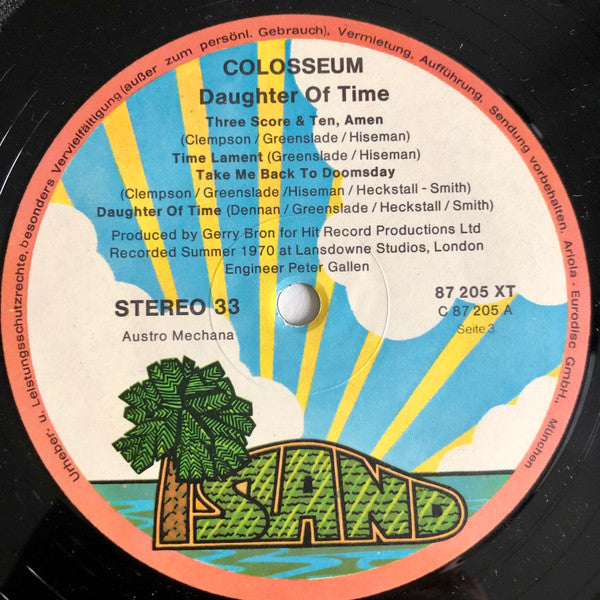 Urheber- u. Leistungsschutzrechte, besonders Vervielfältigung (außer zum persönl. Gebrauch), Vermietung. Aufführung. Sendung vorbehalten. Ariola - Eurodisc GmbH., München
COLOSSEUM
Daughter Of Time
Three Score & Ten, Amen
(Clempson / Greenslade / Hiseman)
Time Lament (Greenslade / Hiseman)
Take Me Back To Doomsday
(Clempson / Greenslade / Hiseman / Heckstall - Smith)
Daughter Of Time (Dennan / Greenslade / Heckstall / Smith)
Produced by Gerry Bron for Hit Record Productions Ltd
Recorded Summer 1970 at Lansdowne Studios, London
Engineer Peter Gallen
STEREO 33
87 205 XT
C 87 205 A
Austro Mechana
Seite 3
ISLAND